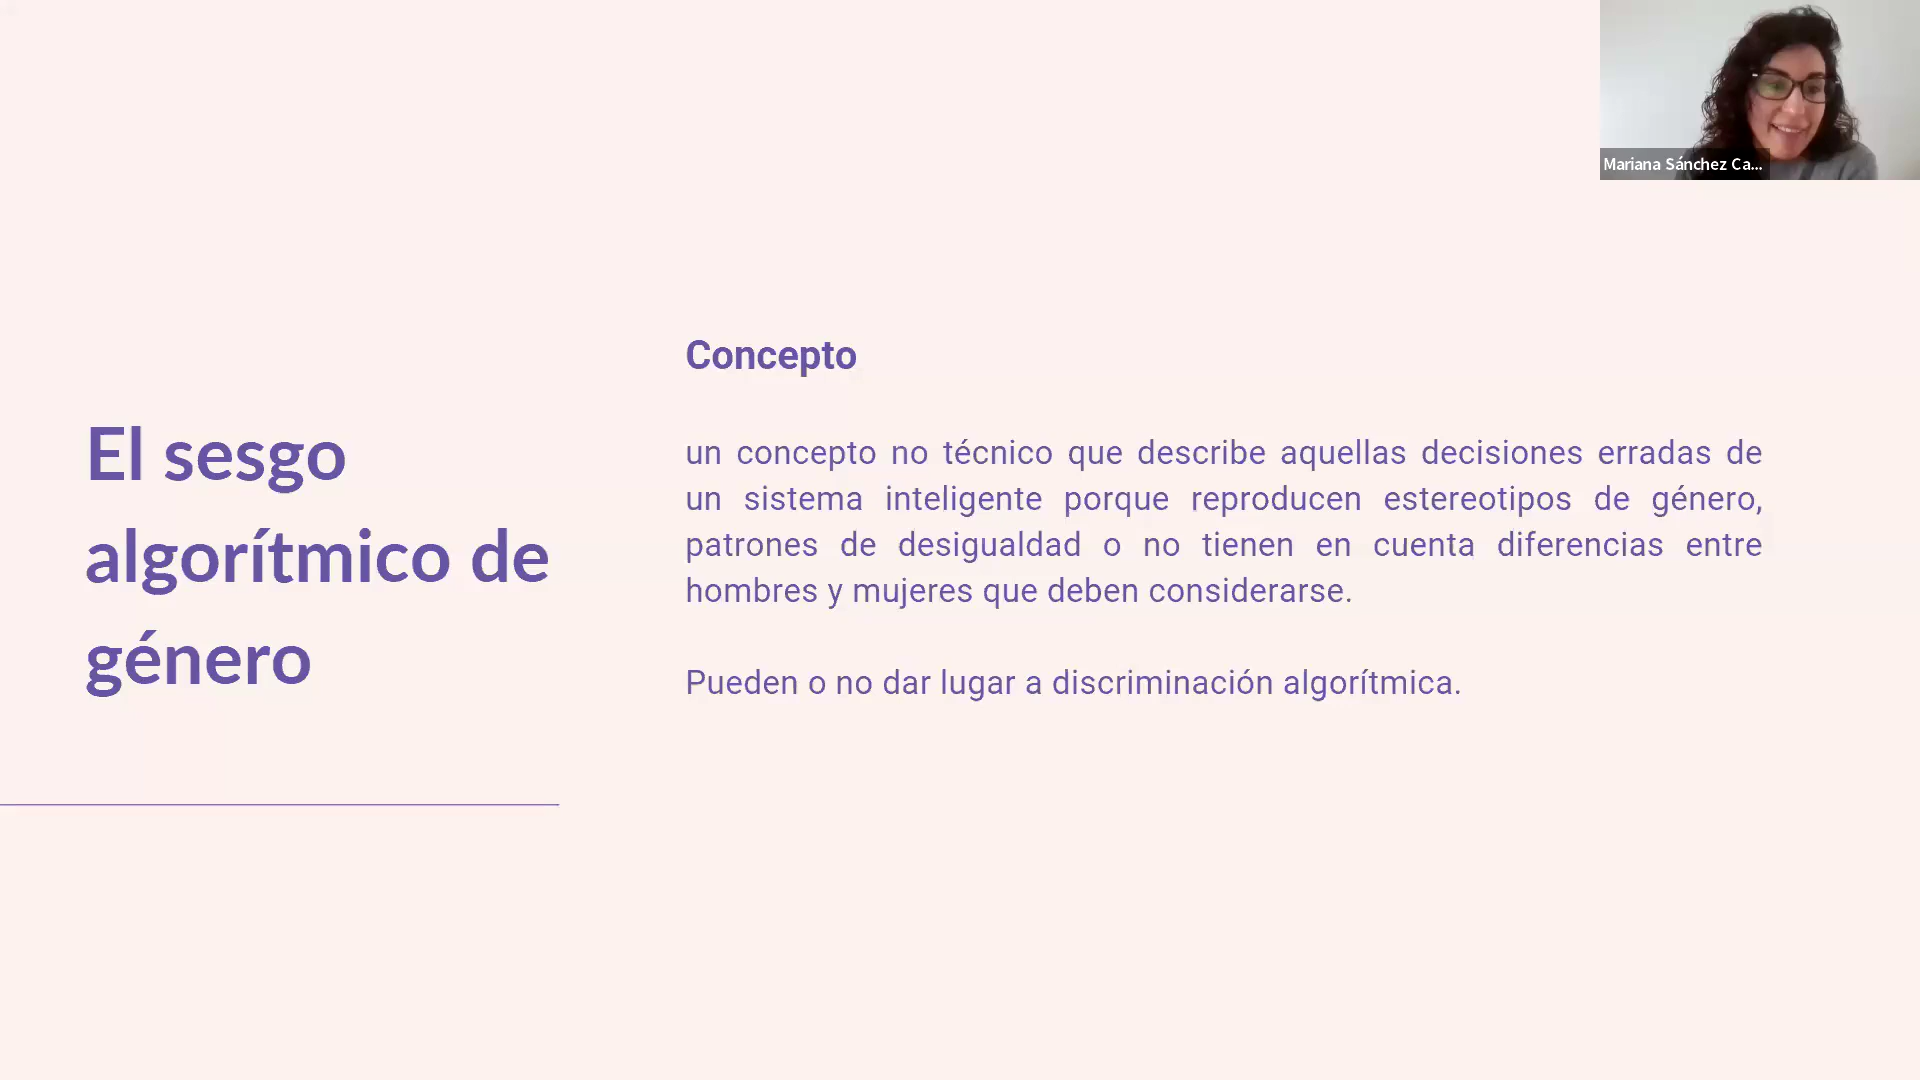 Mariana Sánchez Ca...
El sesgo
algorítmico de
género
Concepto
un concepto no técnico que describe aquellas decisiones erradas de
un sistema inteligente porque reproducen estereotipos de género,
patrones de desigualdad o no tienen en cuenta diferencias entre
hombres y mujeres que deben considerarse.
Pueden o no dar lugar a discriminación algorítmica.